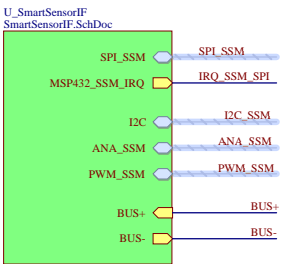 U_SmartSensorIF
SmartSensorIF.SchDoc
SPI_SSM SPI_SSM
MSP432_SSM_IRQ IRQ_SSM_SPI
I2C I2C_SSM
ANA_SSM ANA_SSM
PWM_SSM PWM_SSM
BUS+ BUS+
BUS- BUS-